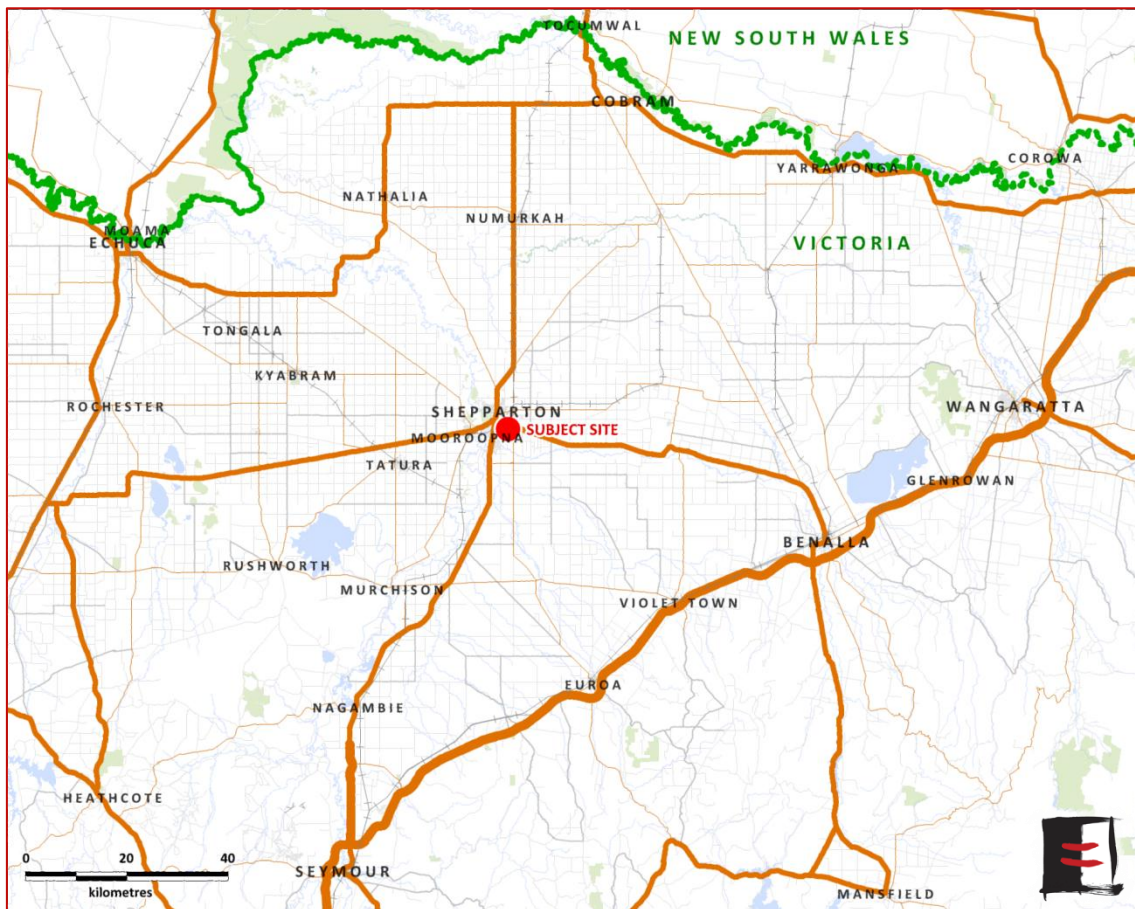 TOCUMWAL
NEW SOUTH WALES
COBRAM
COROWA
YARRAWONGA
NATHALIA
NUMURKAH
MOAMA
ECHUCA
VICTORIA
TONGALA
KYABRAM
ROCHESTER
SHEPPARTON
WANGARATTA
SUBJECT SITE
MOOROOPNA
TATURA
GLENROWAN
BENALLA
RUSHWORTH
MURCHISON
VIOLET TOWN
EUROA
NAGAMBIE
HEATHCOTE
0 20 40
kilometres
SEYMOUR
MANSFIELD